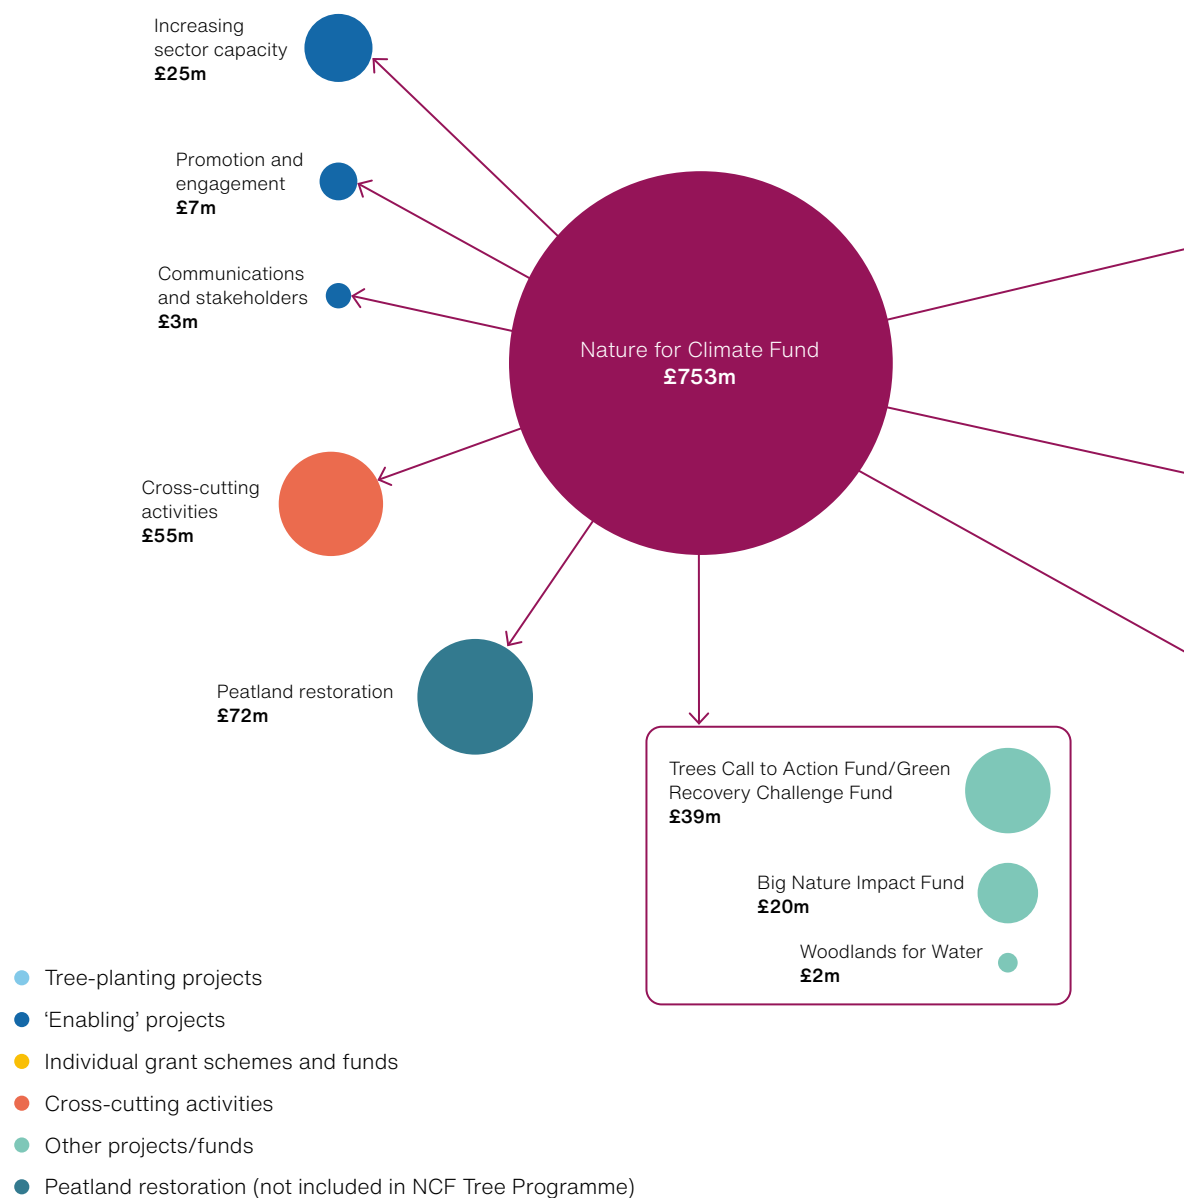 Increasing
sector capacity
£25m
Promotion and
engagement
£7m
Communications
and stakeholders
£3m
Nature for Climate Fund
£753m
Cross-cutting
activities
£55m
Peatland restoration
£72m
Trees Call to Action Fund/Green
Recovery Challenge Fund
£39m
Big Nature Impact Fund
£20m
Woodlands for Water
£2m
Tree-planting projects
‘Enabling’ projects
Individual grant schemes and funds
Cross-cutting activities
Other projects/funds
Peatland restoration (not included in NCF Tree Programme)